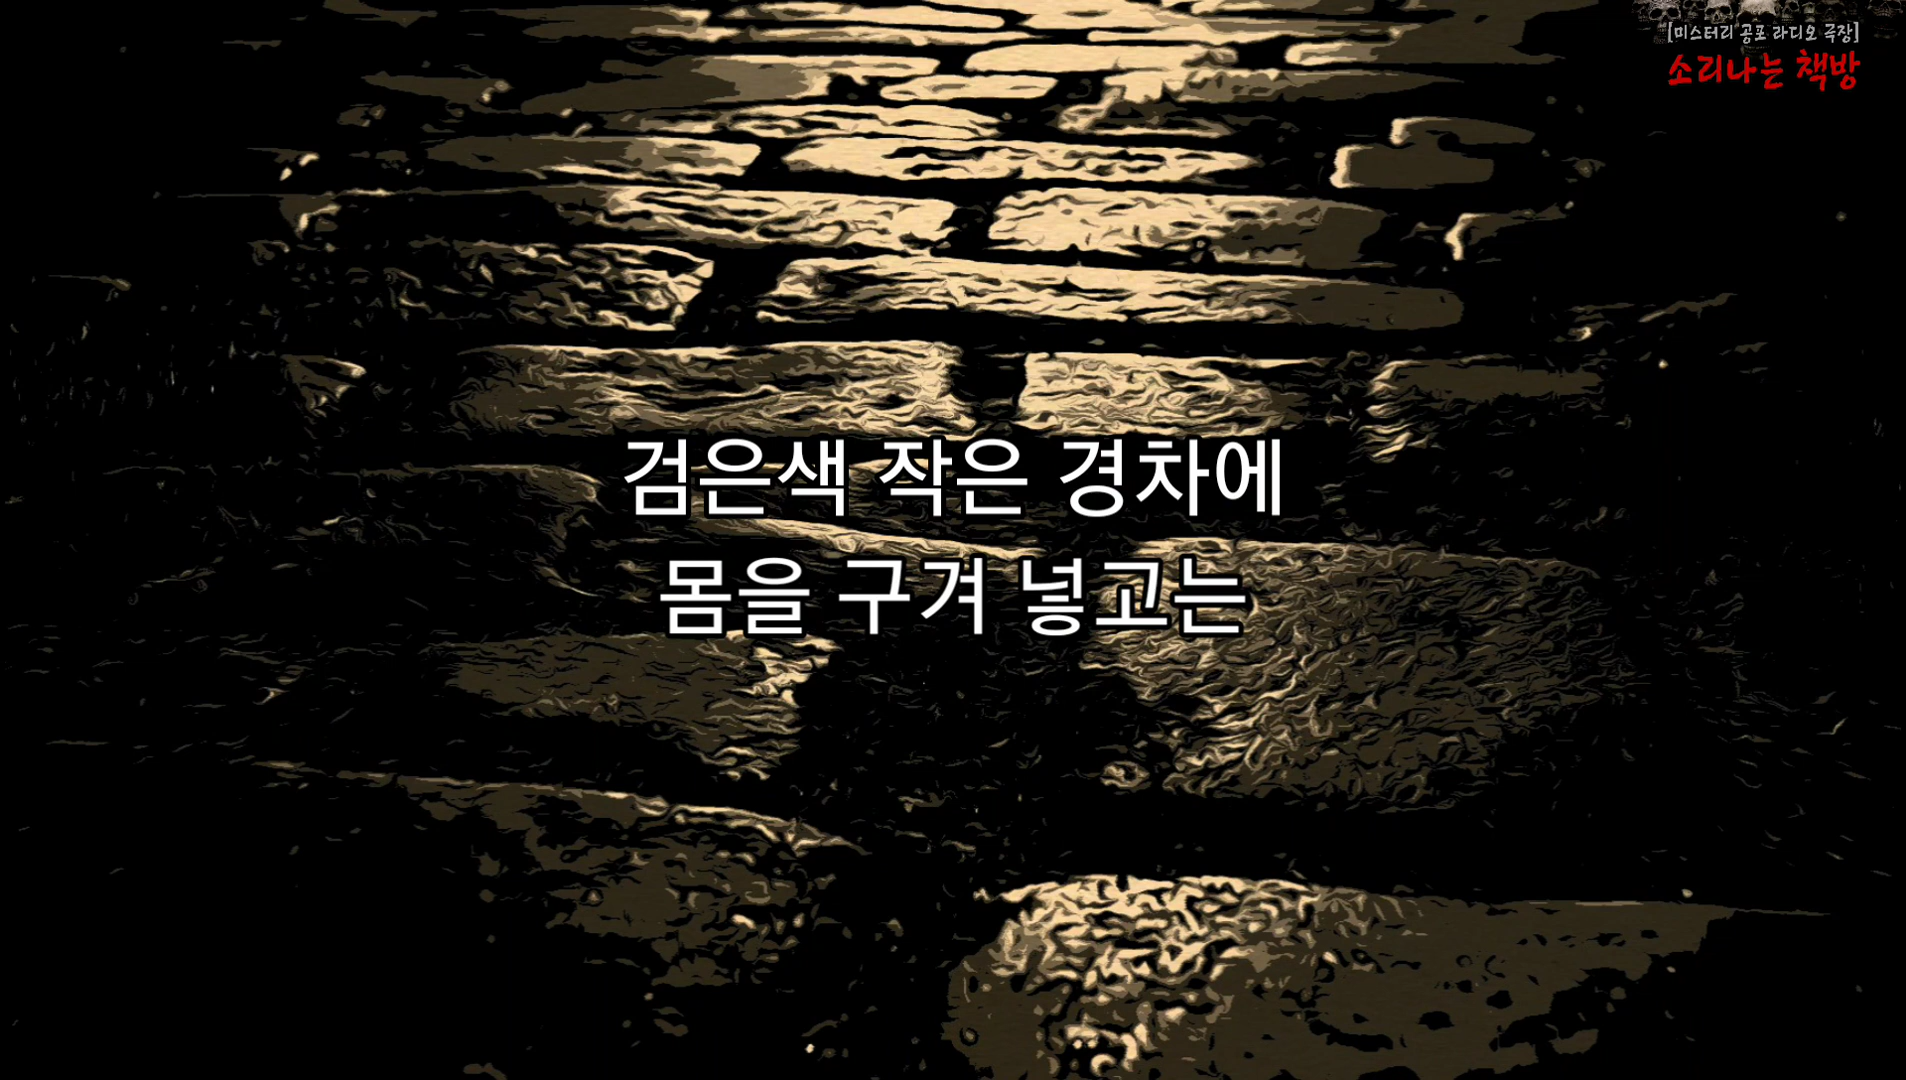 [미스터리 공포 라디오 극장]
소리나는 책방
검은색 작은 경차에
몸을 구겨 넣고는